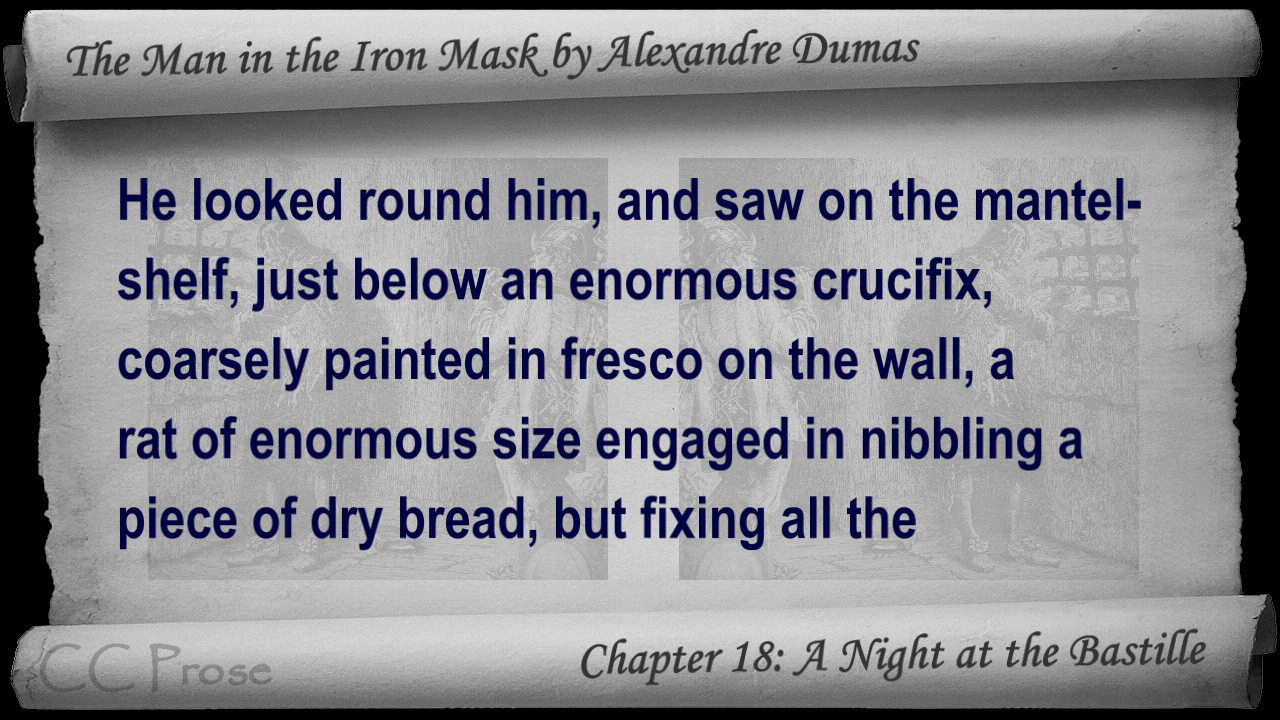 The Man in the Iron Mask by Alexandre Dumas
He looked round him, and saw on the mantel-
shelf, just below an enormous crucifix,
coarsely painted in fresco on the wall, a
rat of enormous size engaged in nibbling a
piece of dry bread, but fixing all the
CC Prose
Chapter 18: A Night at the Bastille